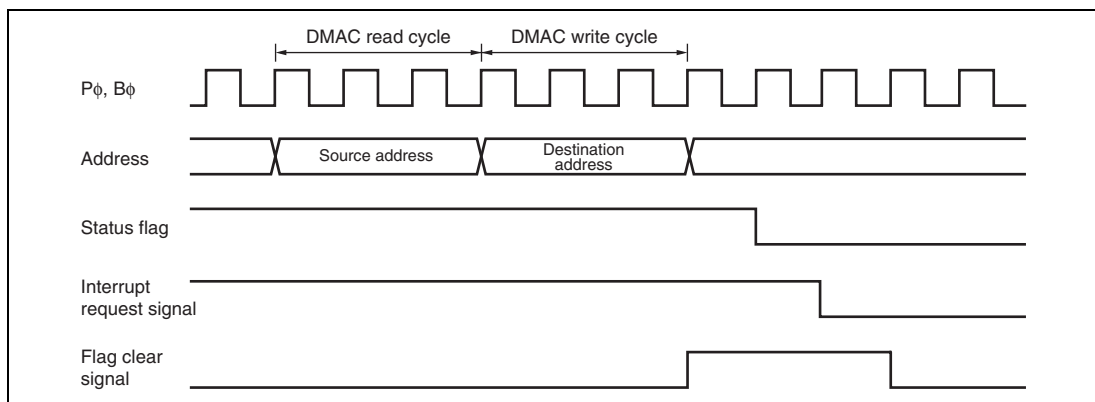 DMAC read cycle DMAC write cycle
Pϕ, Bϕ
Address
Source address
Destination
address
Status flag
Interrupt
request signal
Flag clear
signal